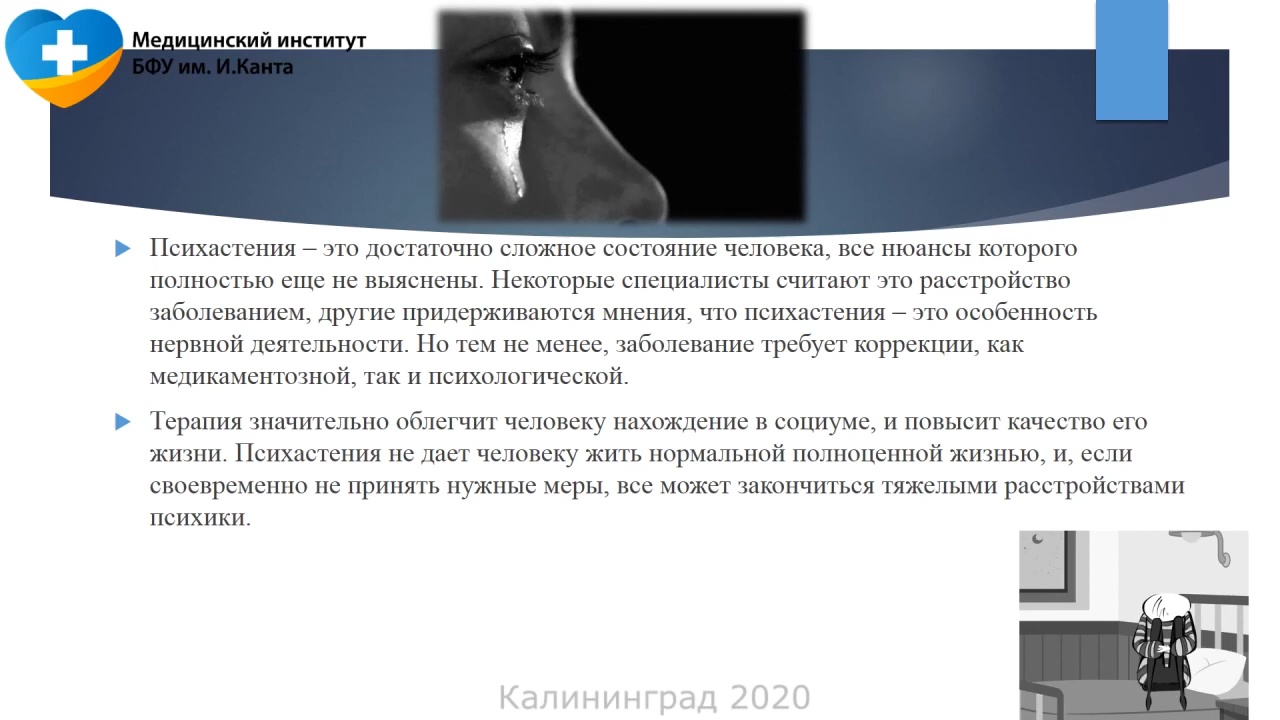 Медицинский институт
БФУ им. И.Канта
Психастения – это достаточно сложное состояние человека, все нюансы которого
полностью еще не выяснены. Некоторые специалисты считают это расстройство
заболеванием, другие придерживаются мнения, что психастения – это особенность
нервной деятельности. Но тем не менее, заболевание требует коррекции, как
медикаментозной, так и психологической.
Терапия значительно облегчит человеку нахождение в социуме, и повысит качество его
жизни. Психастения не дает человеку жить нормальной полноценной жизнью, и, если
своевременно не принять нужные меры, все может закончиться тяжелыми расстройствами
психики.
Калининград 2020